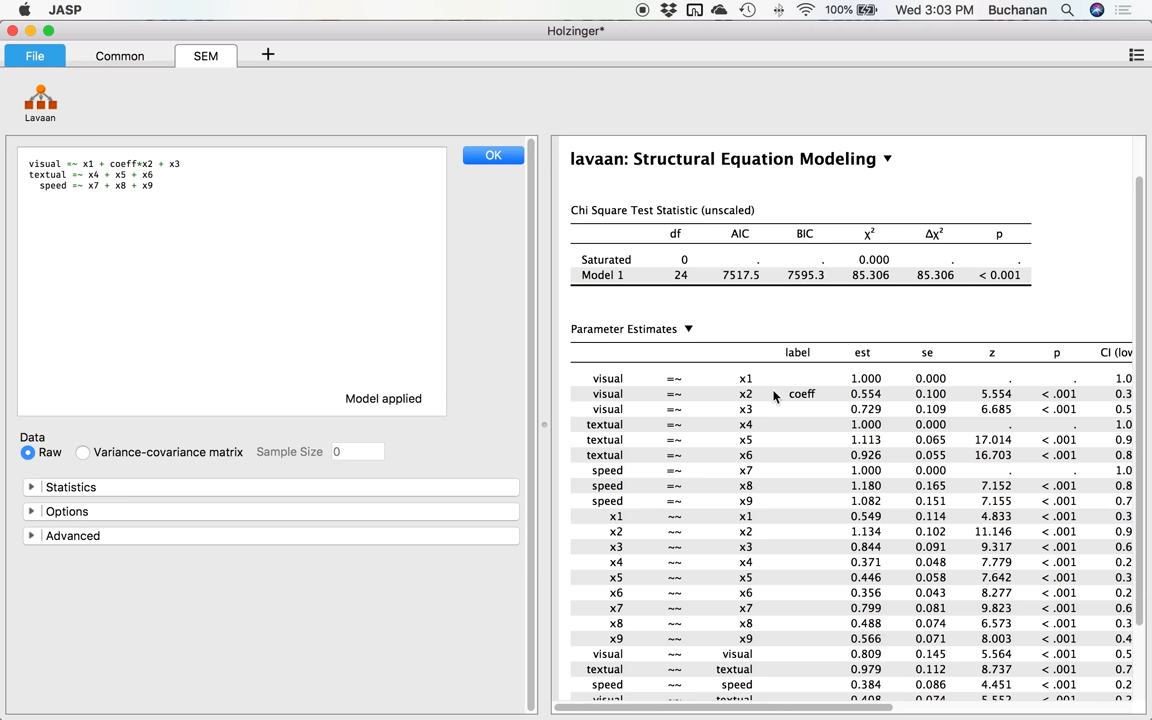 JASP 100% Wed 3:03 PM Buchanan
Holzinger*
File Common SEM +
Lavaan
visual =~ x1 + coeff*x2 + x3
textual =~ x4 + x5 + x6
speed =~ x7 + x8 + x9
OK
Model applied
Data
Raw Variance-covariance matrix Sample Size 0
Statistics
Options
Advanced
lavaan: Structural Equation Modeling ▼
Chi Square Test Statistic (unscaled)
df AIC BIC χ² Δχ² p
Saturated 0 . . 0.000 . .
Model 1 24 7517.5 7595.3 85.306 85.306 < 0.001
Parameter Estimates ▼
label est se z p CI (low
visual =~ x1 1.000 0.000 . . 1.0
visual =~ x2 coeff 0.554 0.100 5.554 < .001 0.3
visual =~ x3 0.729 0.109 6.685 < .001 0.5
textual =~ x4 1.000 0.000 . . 1.0
textual =~ x5 1.113 0.065 17.014 < .001 0.9
textual =~ x6 0.926 0.055 16.703 < .001 0.8
speed =~ x7 1.000 0.000 . . 1.0
speed =~ x8 1.180 0.165 7.152 < .001 0.8
speed =~ x9 1.082 0.151 7.155 < .001 0.7
x1 ~~ x1 0.549 0.114 4.833 < .001 0.3
x2 ~~ x2 1.134 0.102 11.146 < .001 0.9
x3 ~~ x3 0.844 0.091 9.317 < .001 0.6
x4 ~~ x4 0.371 0.048 7.779 < .001 0.2
x5 ~~ x5 0.446 0.058 7.642 < .001 0.3
x6 ~~ x6 0.356 0.043 8.277 < .001 0.2
x7 ~~ x7 0.799 0.081 9.823 < .001 0.6
x8 ~~ x8 0.488 0.074 6.573 < .001 0.3
x9 ~~ x9 0.566 0.071 8.003 < .001 0.4
visual ~~ visual 0.809 0.145 5.564 < .001 0.5
textual ~~ textual 0.979 0.112 8.737 < .001 0.7
speed ~~ speed 0.384 0.086 4.451 < .001 0.2
visual ~~ textual 0.408 0.074 5.552 < .001 0.2